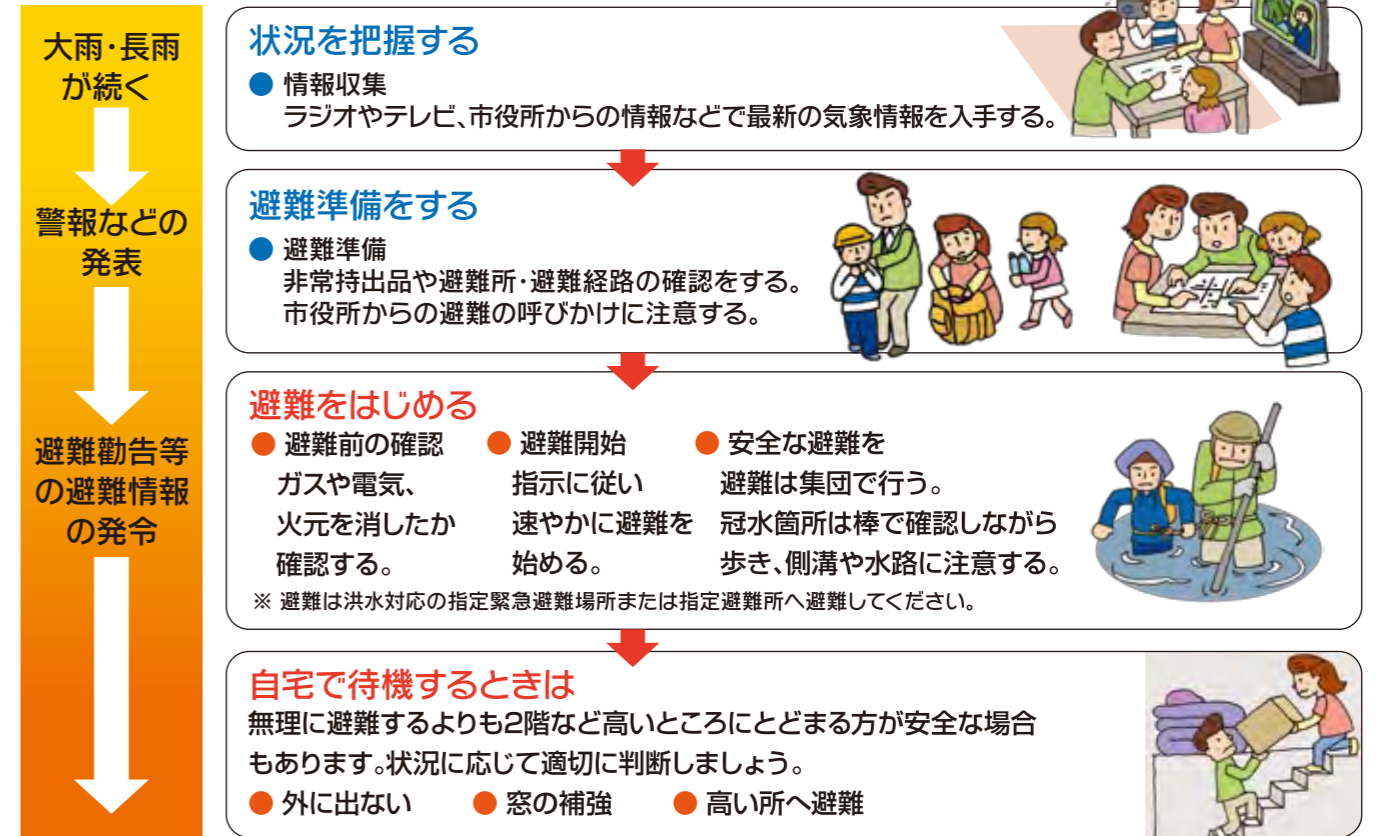 大雨・長雨
が続く
警報などの
発表
避難勧告等
の避難情報
の発令
状況を把握する
● 情報収集
ラジオやテレビ、市役所からの情報などで最新の気象情報を入手する。
避難準備をする
● 避難準備
非常持出品や避難所・避難経路の確認をする。
市役所からの避難の呼びかけに注意する。
避難をはじめる
● 避難前の確認
ガスや電気、
火元を消したか
確認する。
● 避難開始
指示に従い
速やかに避難を
始める。
● 安全な避難を
避難は集団で行う。
冠水箇所は棒で確認しながら
歩き、側溝や水路に注意する。
※ 避難は洪水対応の指定緊急避難場所または指定避難所へ避難してください。
自宅で待機するときは
無理に避難するよりも2階など高いところにとどまる方が安全な場合
もあります。状況に応じて適切に判断しましょう。
● 外に出ない ● 窓の補強 ● 高い所へ避難